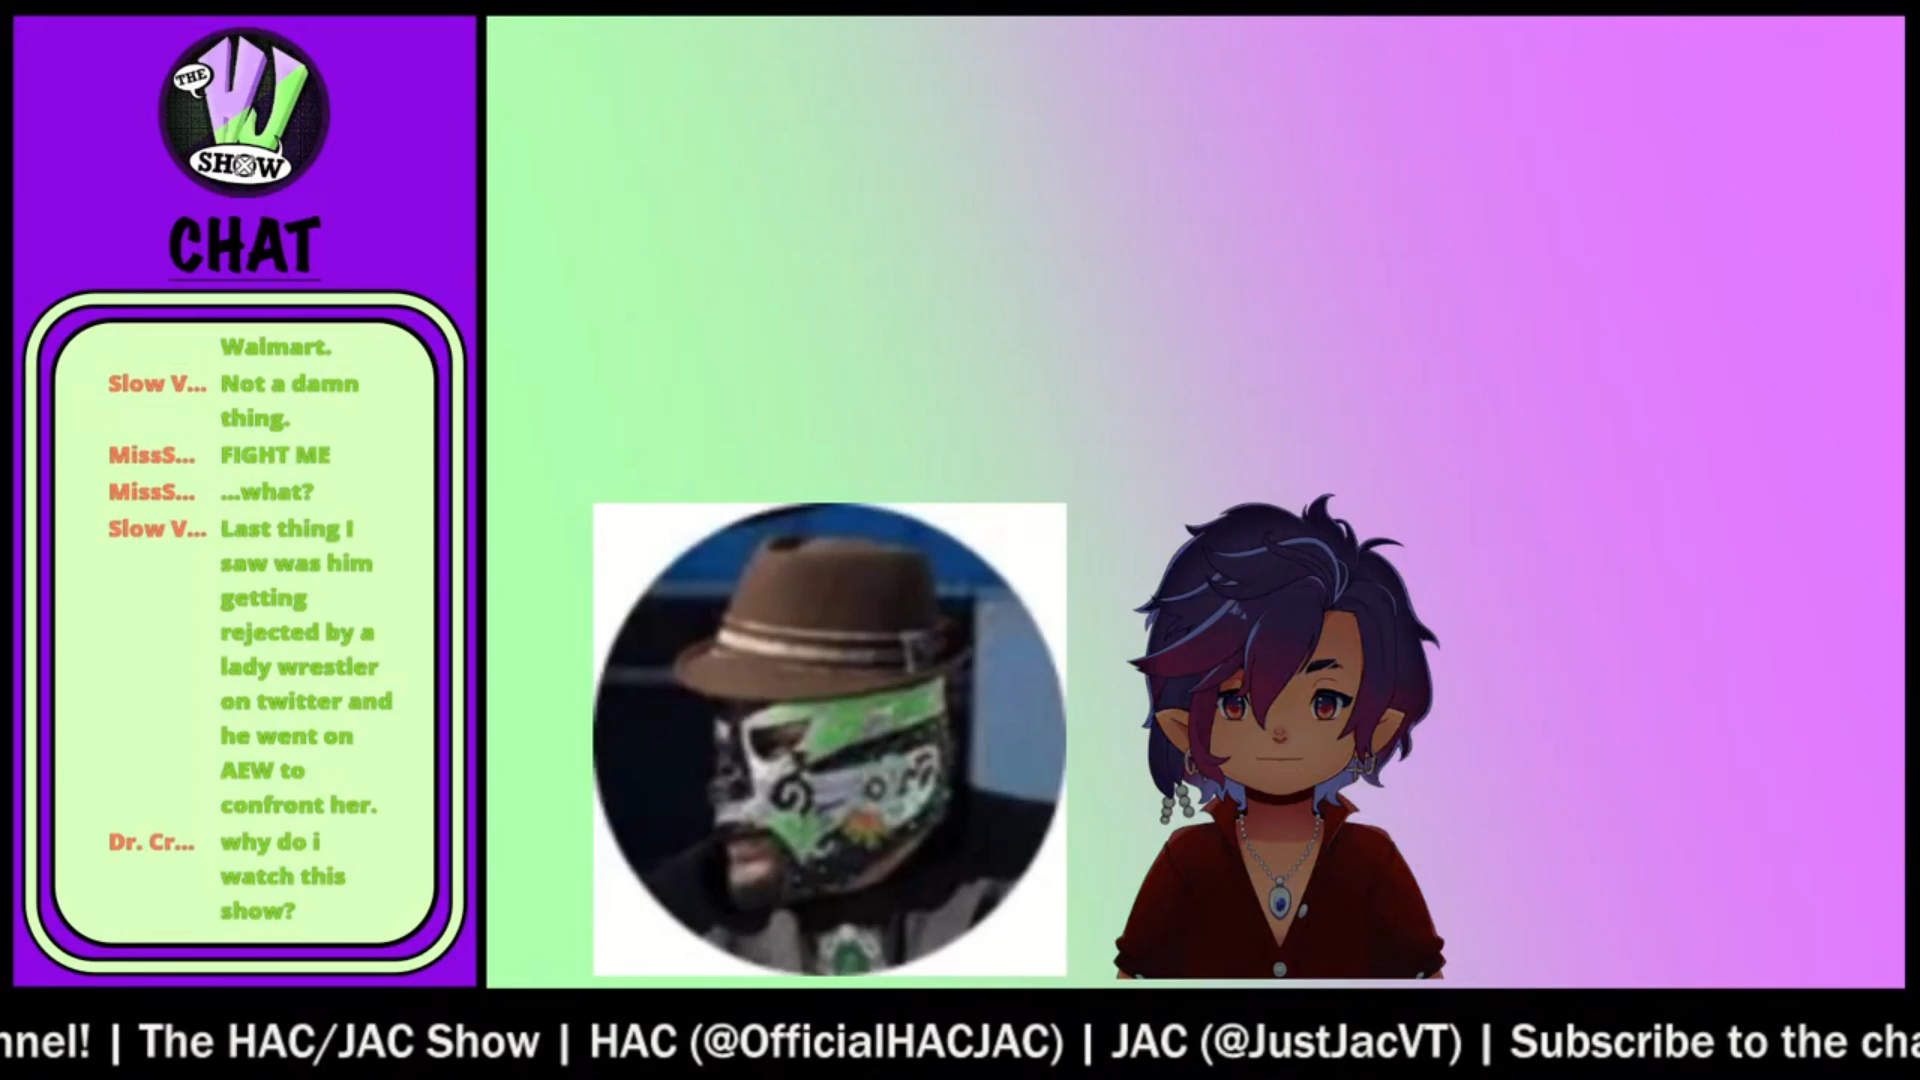 THE
HJ
SHOW
CHAT
Walmart.
Slow V... Not a damn
thing.
MissS... FIGHT ME
MissS... ...what?
Slow V... Last thing I
saw was him
getting
rejected by a
lady wrestler
on twitter and
he went on
AEW to
confront her.
Dr. Cr... why do i
watch this
show?
nnel! | The HAC/JAC Show | HAC (@OfficialHACJAC) | JAC (@JustJacVT) | Subscribe to the cha